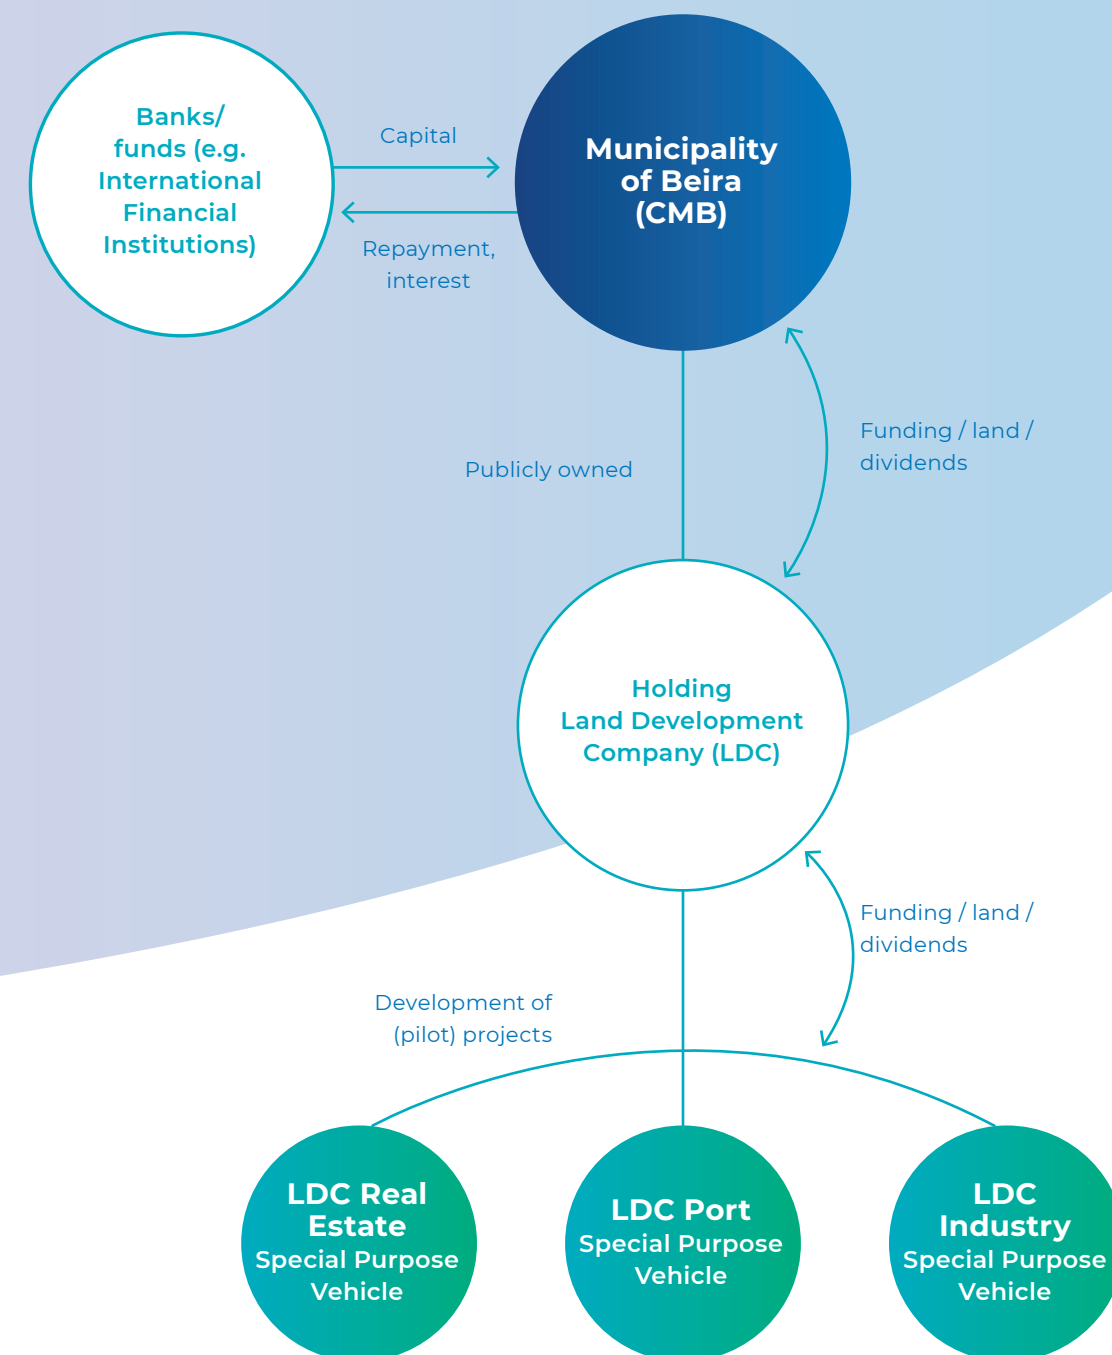 Banks/
funds (e.g.
International
Financial
Institutions)
Capital
Repayment,
interest
Municipality
of Beira
(CMB)
Publicly owned
Funding / land /
dividends
Holding
Land Development
Company (LDC)
Funding / land /
dividends
Development of
(pilot) projects
LDC Real
Estate
Special Purpose
Vehicle
LDC Port
Special Purpose
Vehicle
LDC
Industry
Special Purpose
Vehicle